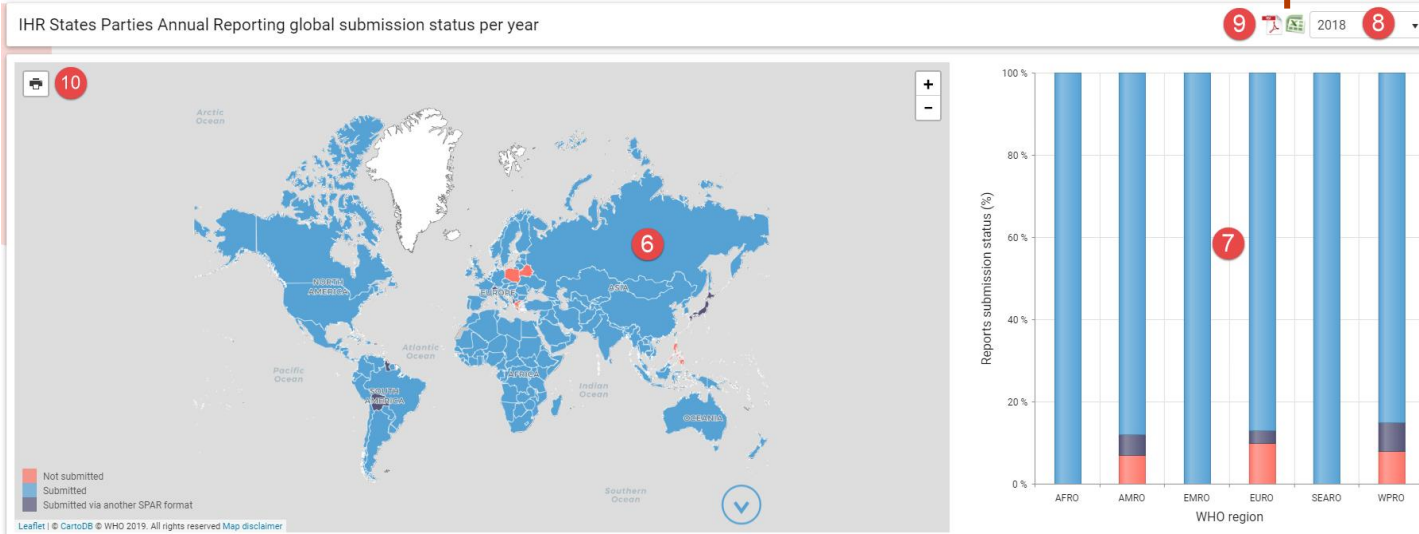 IHR States Parties Annual Reporting global submission status per year
9
2018
8
10
+
−
Arctic
Ocean
6
NORTH
AMERICA
EUROPE
ASIA
Atlantic
Ocean
Pacific
Ocean
AFRICA
Indian
Ocean
SOUTH
AMERICA
OCEANIA
Southern
Ocean
Not submitted
Submitted
Submitted via another SPAR format
Leaflet | © CartoDB © WHO 2019. All rights reserved Map disclaimer
Reports submission status (%)
100 %
80 %
60 %
40 %
20 %
0 %
7
AFRO AMRO EMRO EURO SEARO WPRO
WHO region